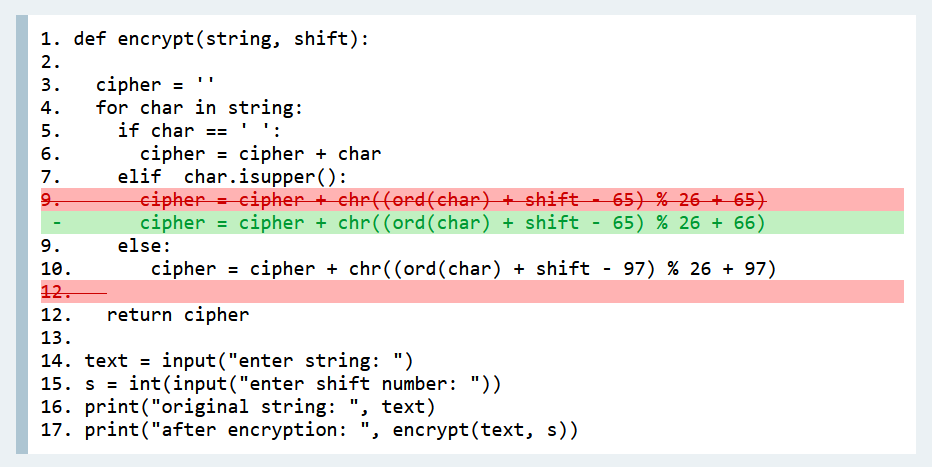 1. def encrypt(string, shift):
2.
3.   cipher = ''
4.   for char in string:
5.     if char == ' ':
6.       cipher = cipher + char
7.     elif  char.isupper():
9.       cipher = cipher + chr((ord(char) + shift - 65) % 26 + 65)
 -       cipher = cipher + chr((ord(char) + shift - 65) % 26 + 66)
9.     else:
10.       cipher = cipher + chr((ord(char) + shift - 97) % 26 + 97)
12.
12.   return cipher
13.
14. text = input("enter string: ")
15. s = int(input("enter shift number: "))
16. print("original string: ", text)
17. print("after encryption: ", encrypt(text, s))